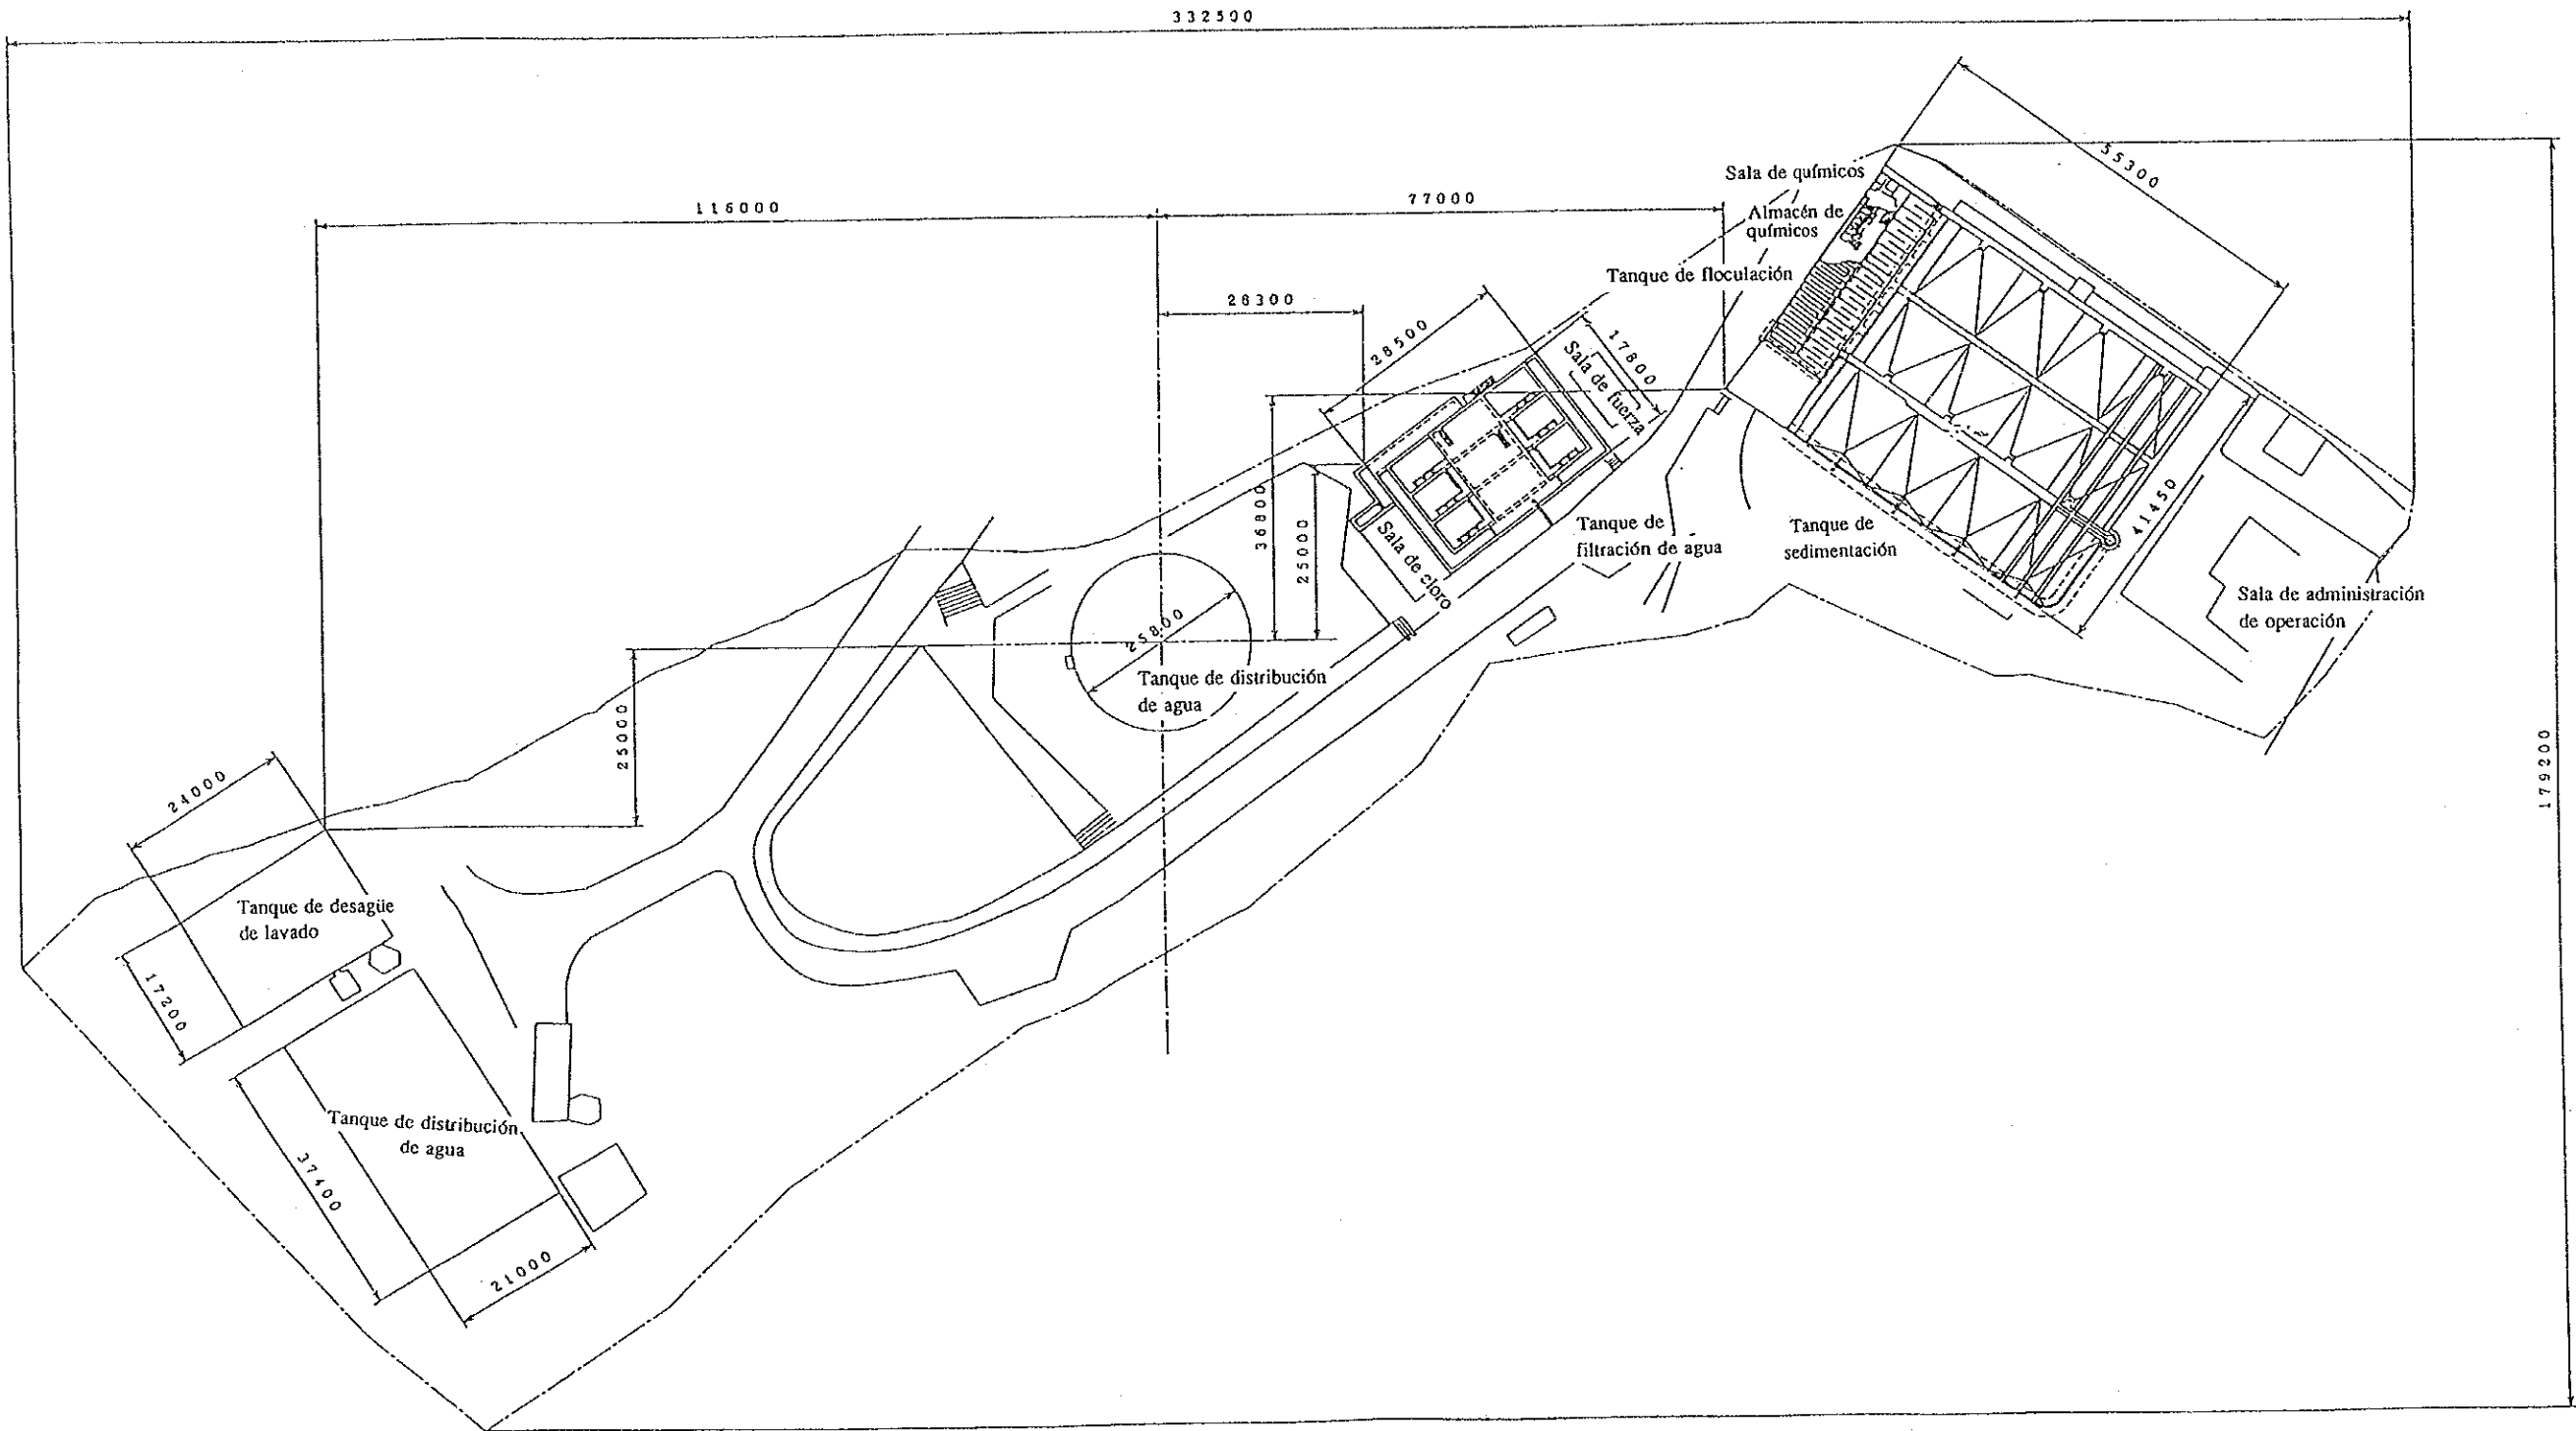 332500
55300
Sala de químicos
116000
77000
Almacén de
químicos
Tanque de floculación
26300
28500
17800
Sala de fuerza
36800
25000
41450
Tanque de
filtración de agua
Tanque de
sedimentación
Sala de cloro
25800
Sala de administración
de operación
Tanque de distribución
de agua
25000
179200
24000
Tanque de desagüe
de lavado
17200
Tanque de distribución
de agua
37400
21000